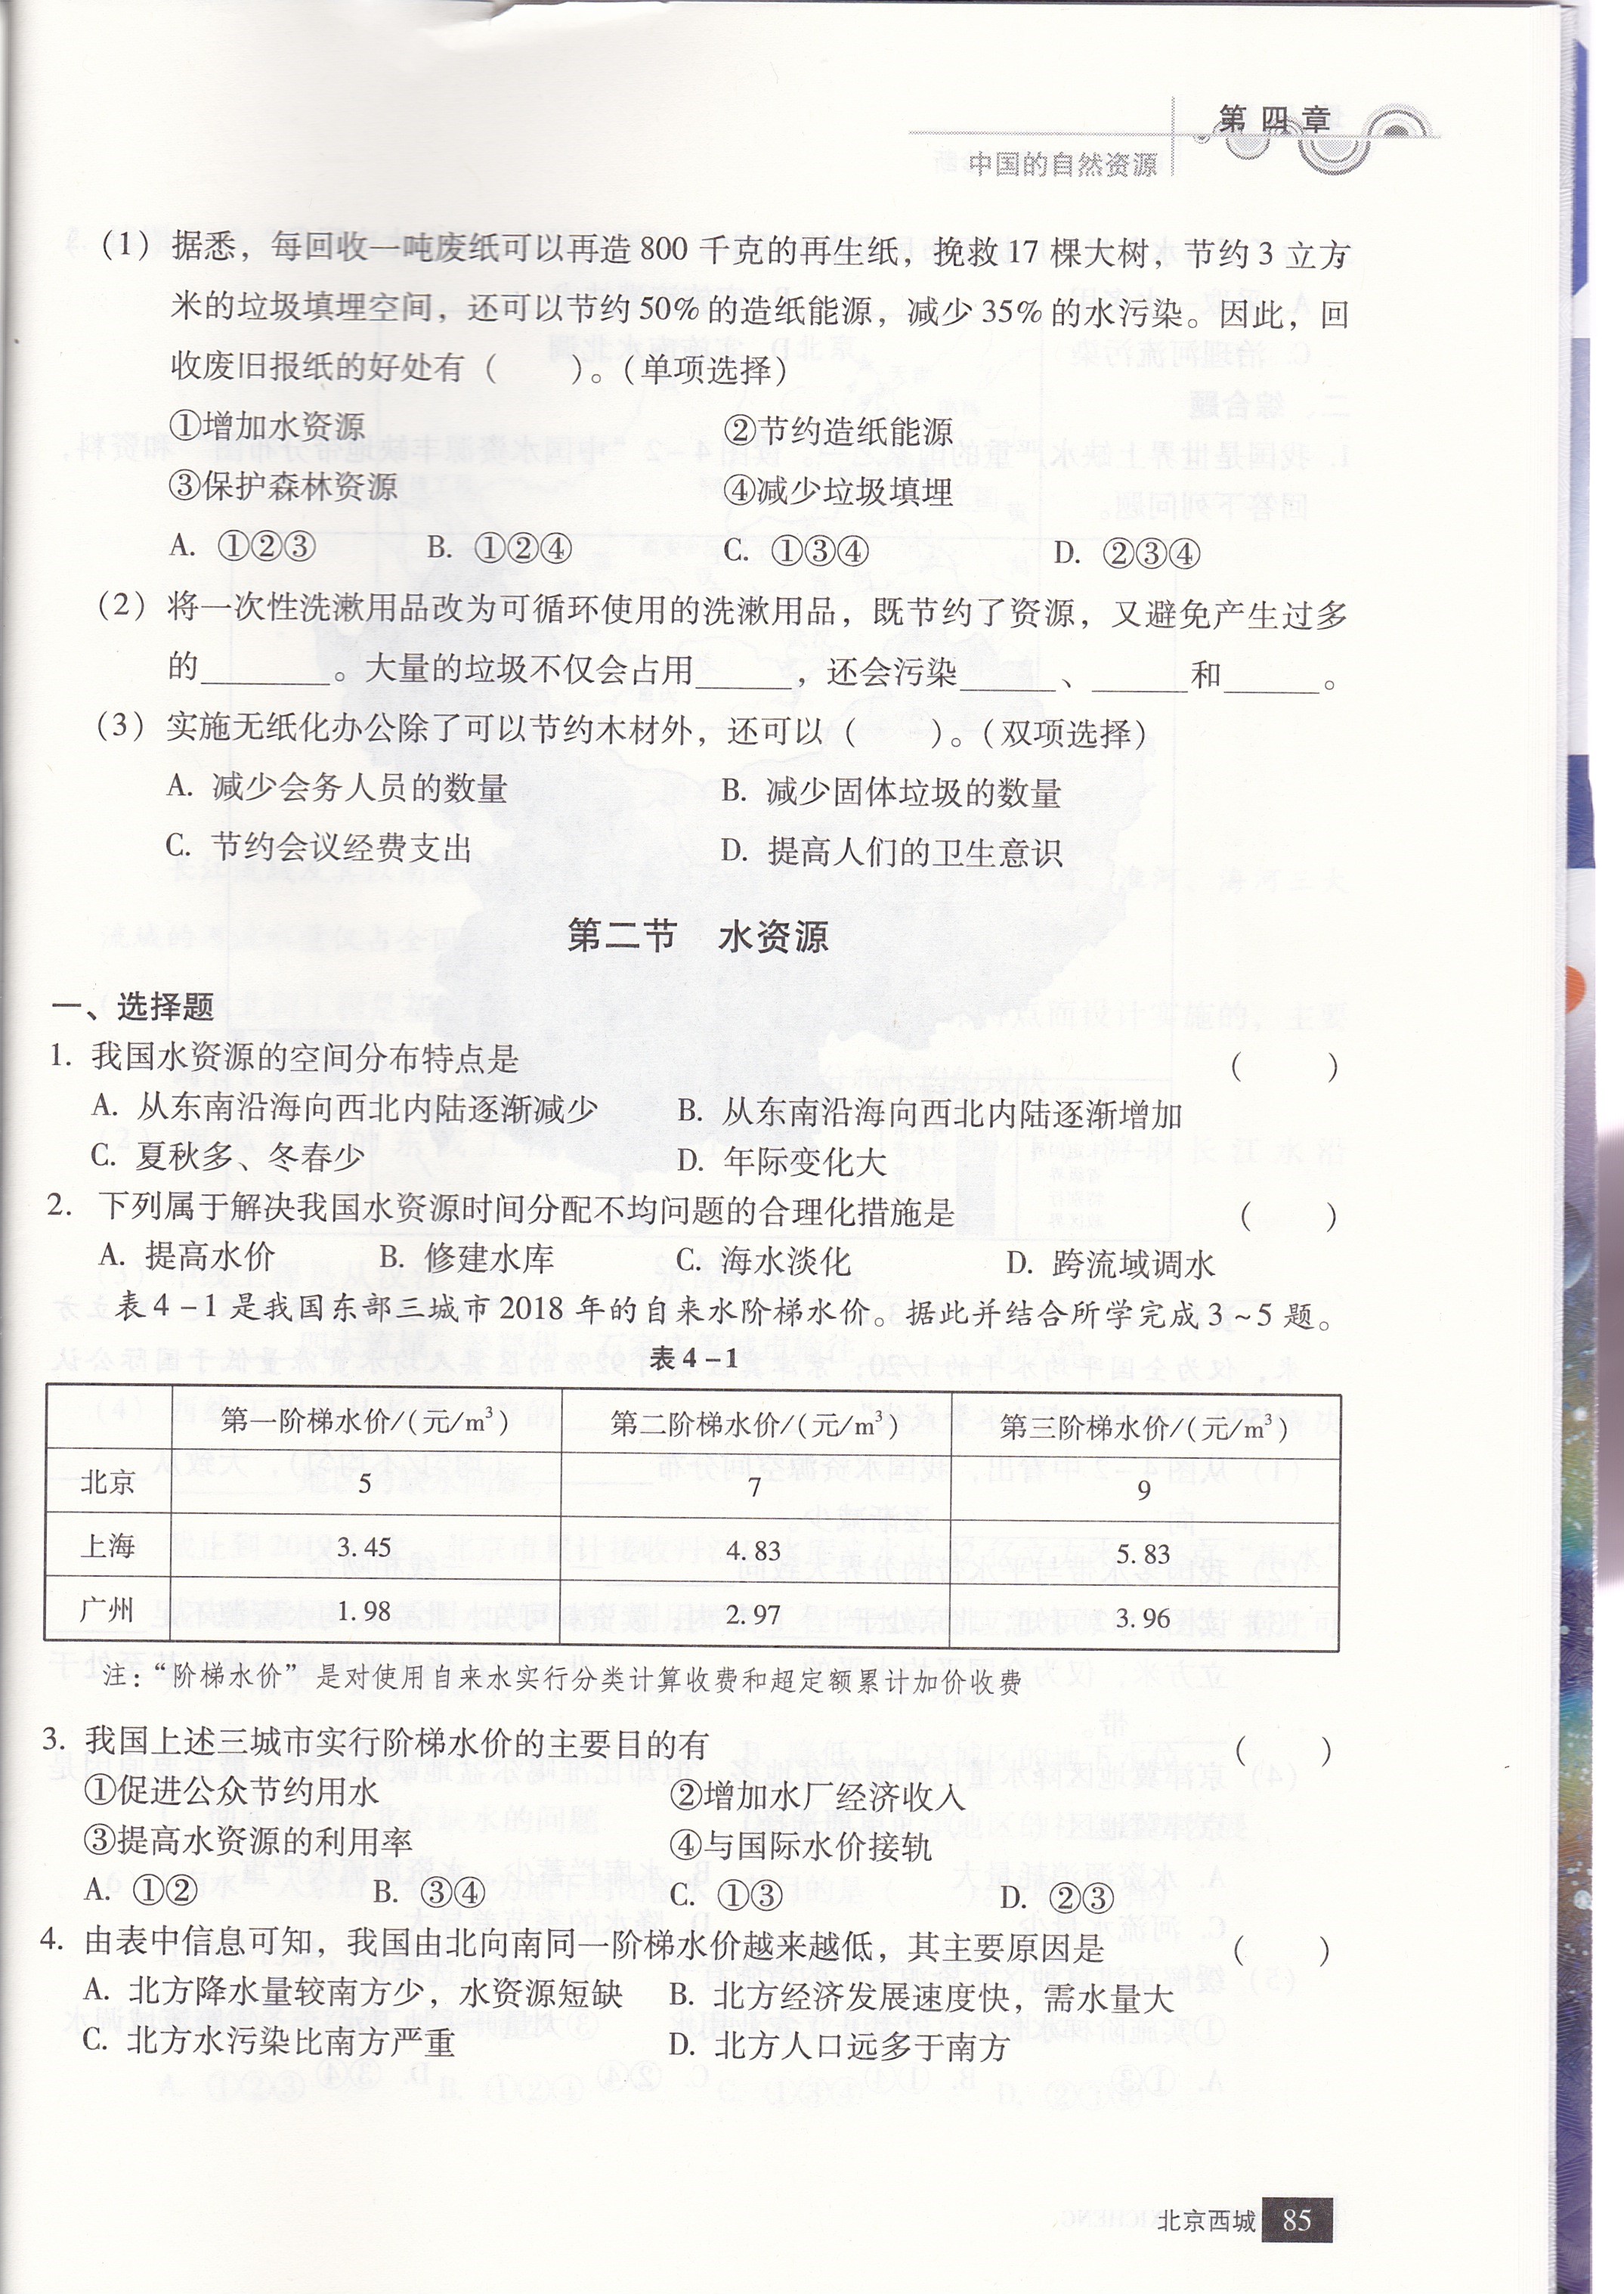 第四章
中国的自然资源
(1) 据悉，每回收一吨废纸可以再造 800 千克的再生纸，挽救 17 棵大树，节约 3 立方
米的垃圾填埋空间，还可以节约 50% 的造纸能源，减少 35% 的水污染。因此，回
收废旧报纸的好处有（　　）。（单项选择）
①增加水资源　②节约造纸能源
③保护森林资源　④减少垃圾填埋
A. ①②③　B. ①②④　C. ①③④　D. ②③④
(2) 将一次性洗漱用品改为可循环使用的洗漱用品，既节约了资源，又避免产生过多
的________。大量的垃圾不仅会占用______，还会污染______、______和______。
(3) 实施无纸化办公除了可以节约木材外，还可以（　　）。（双项选择）
A. 减少会务人员的数量　B. 减少固体垃圾的数量
C. 节约会议经费支出　D. 提高人们的卫生意识
第二节　水资源
一、选择题
1. 我国水资源的空间分布特点是（　　）
A. 从东南沿海向西北内陆逐渐减少　B. 从东南沿海向西北内陆逐渐增加
C. 夏秋多、冬春少　D. 年际变化大
2. 下列属于解决我国水资源时间分配不均问题的合理化措施是（　　）
A. 提高水价　B. 修建水库　C. 海水淡化　D. 跨流域调水
表 4-1 是我国东部三城市 2018 年的自来水阶梯水价。据此并结合所学完成 3~5 题。
表 4-1
第一阶梯水价/(元/m³)　第二阶梯水价/(元/m³)　第三阶梯水价/(元/m³)
北京　5　7　9
上海　3.45　4.83　5.83
广州　1.98　2.97　3.96
注：“阶梯水价”是对使用自来水实行分类计算收费和超定额累计加价收费
3. 我国上述三城市实行阶梯水价的主要目的有（　　）
①促进公众节约用水　②增加水厂经济收入
③提高水资源的利用率　④与国际水价接轨
A. ①②　B. ③④　C. ①③　D. ②③
4. 由表中信息可知，我国由北向南同一阶梯水价越来越低，其主要原因是（　　）
A. 北方降水量较南方少，水资源短缺　B. 北方经济发展速度快，需水量大
C. 北方水污染比南方严重　D. 北方人口远多于南方
北京西城 85